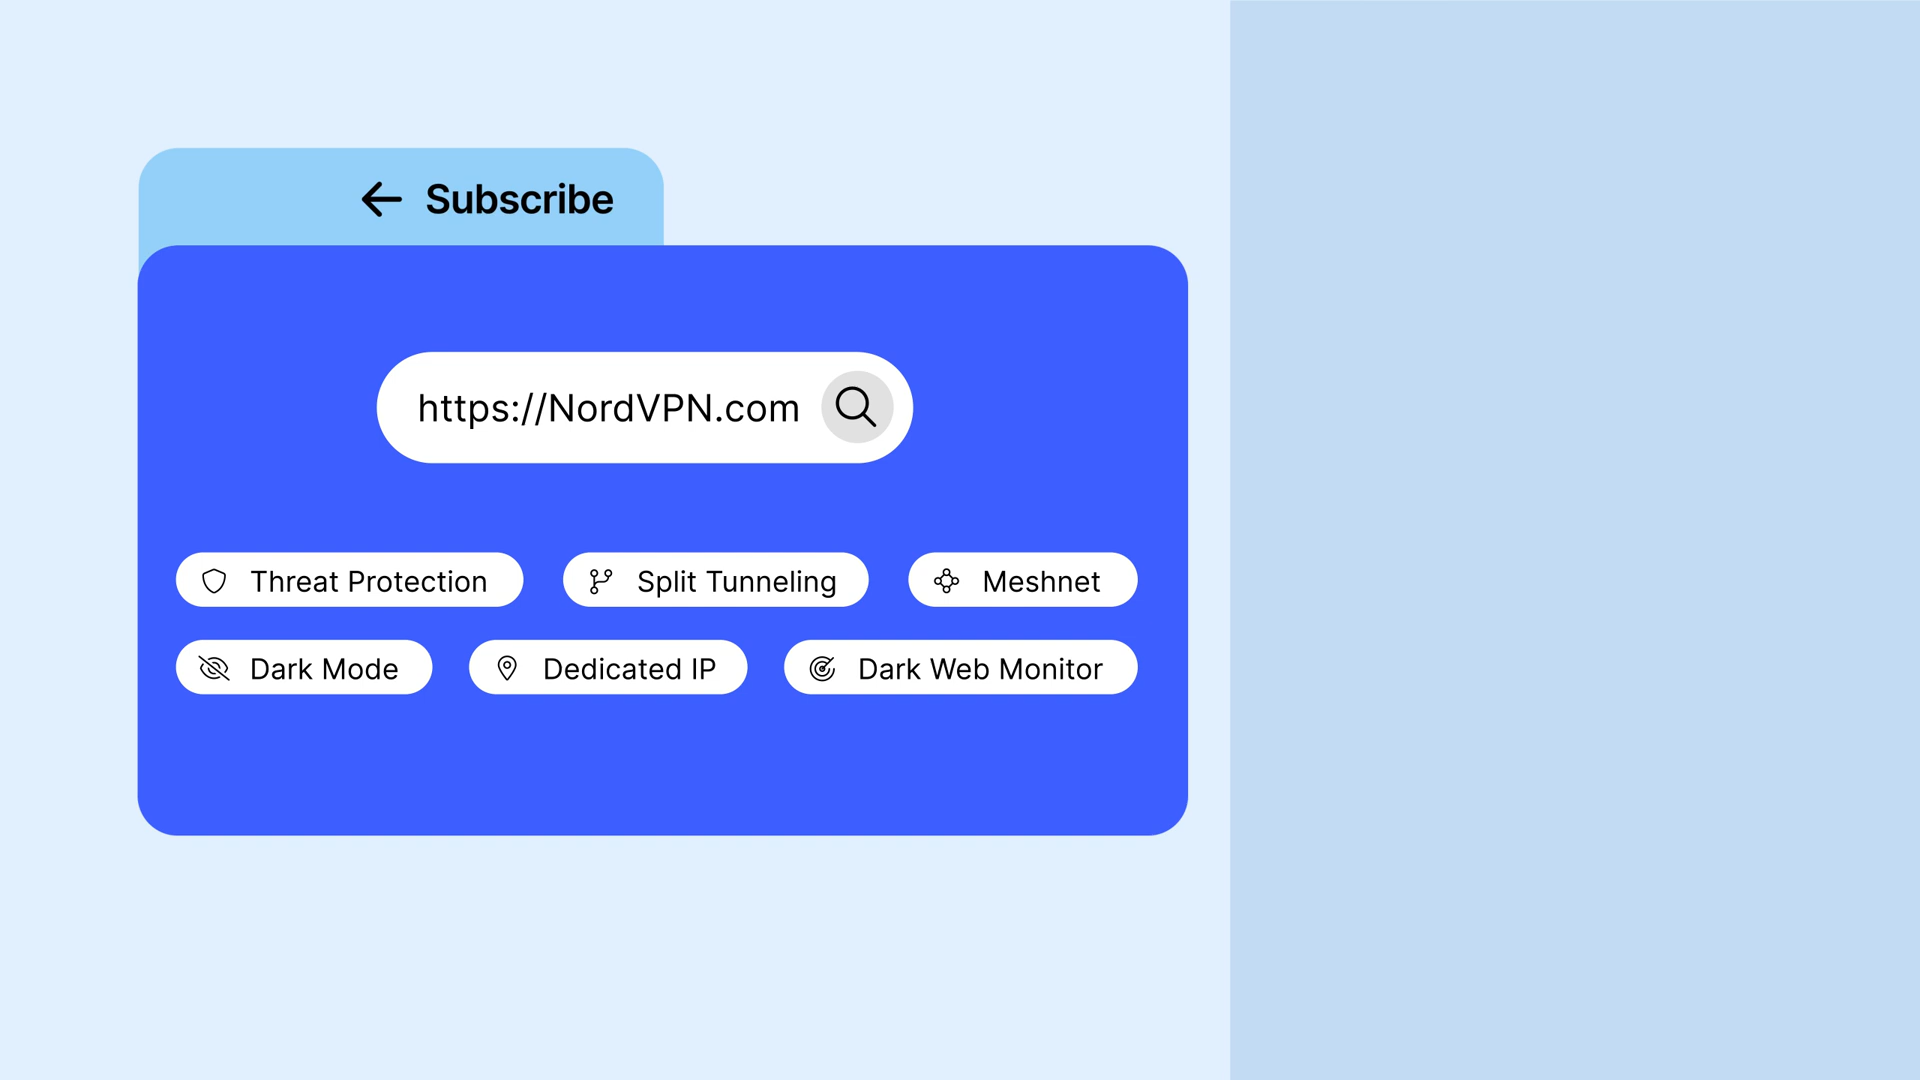 Subscribe
https://NordVPN.com
Threat Protection
Split Tunneling
Meshnet
Dark Mode
Dedicated IP
Dark Web Monitor